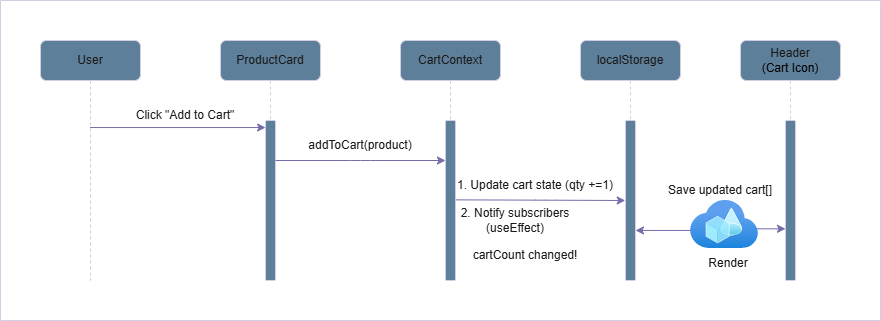 User
ProductCard
CartContext
localStorage
Header
(Cart Icon)
Click "Add to Cart"
addToCart(product)
1. Update cart state (qty +=1)
Save updated cart[]
2. Notify subscribers
(useEffect)
cartCount changed!
Render